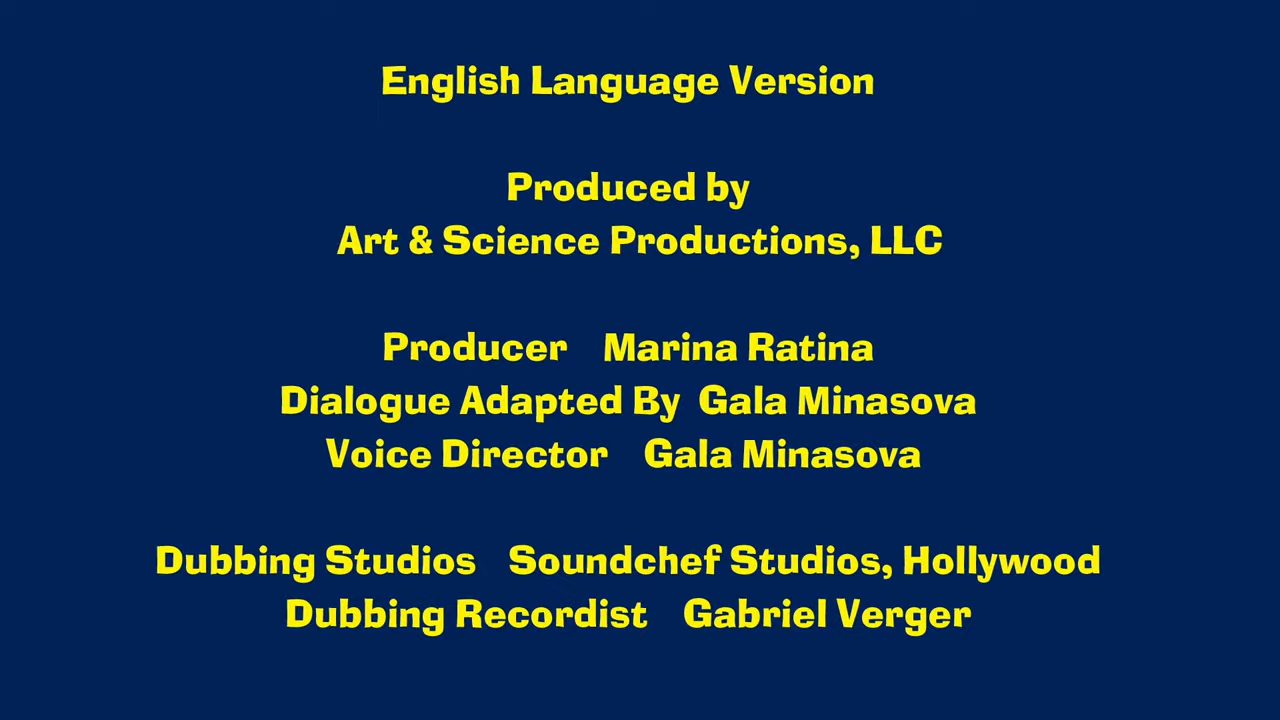 English Language Version
Produced by
Art & Science Productions, LLC
Producer Marina Ratina
Dialogue Adapted By Gala Minasova
Voice Director Gala Minasova
Dubbing Studios Soundchef Studios, Hollywood
Dubbing Recordist Gabriel Verger